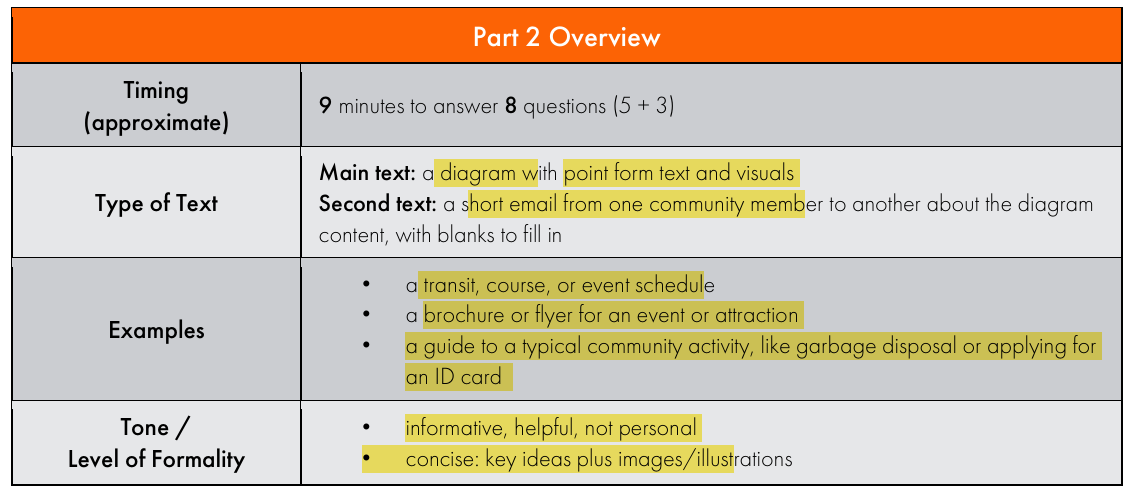 Part 2 Overview
Timing
(approximate)
9 minutes to answer 8 questions (5 + 3)
Type of Text
Main text: a diagram with point form text and visuals
Second text: a short email from one community member to another about the diagram
content, with blanks to fill in
Examples
• a transit, course, or event schedule
• a brochure or flyer for an event or attraction
• a guide to a typical community activity, like garbage disposal or applying for
an ID card
Tone /
Level of Formality
• informative, helpful, not personal
• concise: key ideas plus images/illustrations